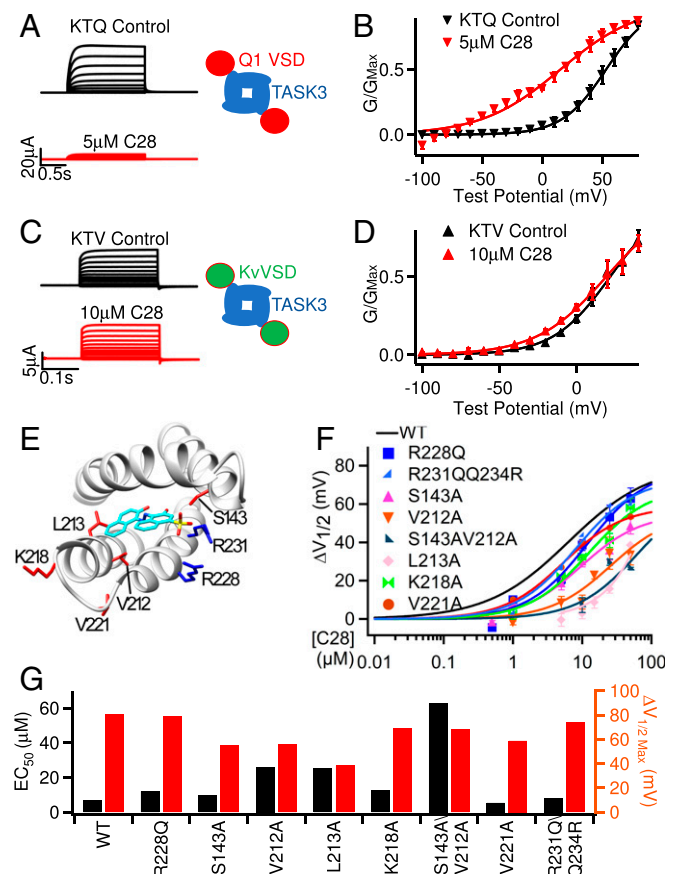 A
KTQ Control
Q1 VSD
TASK3
5μM C28
20μA
0.5s
B
KTQ Control
5μM C28
G/GMax
0.5
0.0
-100
-50
0
50
Test Potential (mV)
C
KTV Control
KvVSD
TASK3
10μM C28
5μA
0.1s
D
KTV Control
10μM C28
G/GMax
0.5
0.0
-100
-50
0
Test Potential (mV)
E
S143
L213
R231
K218
R228
V212
V221
F
WT
R228Q
R231QQ234R
S143A
V212A
S143AV212A
L213A
K218A
V221A
ΔV1/2 (mV)
80
60
40
20
0
[C28]
(μM)
0.01
0.1
1
10
100
G
EC50 (μM)
60
40
20
0
100
80
60
40
20
0
ΔV1/2 Max (mV)
WT
R228Q
S143A
V212A
L213A
K218A
S143AV
V212A
V221A
R231QV
Q234R